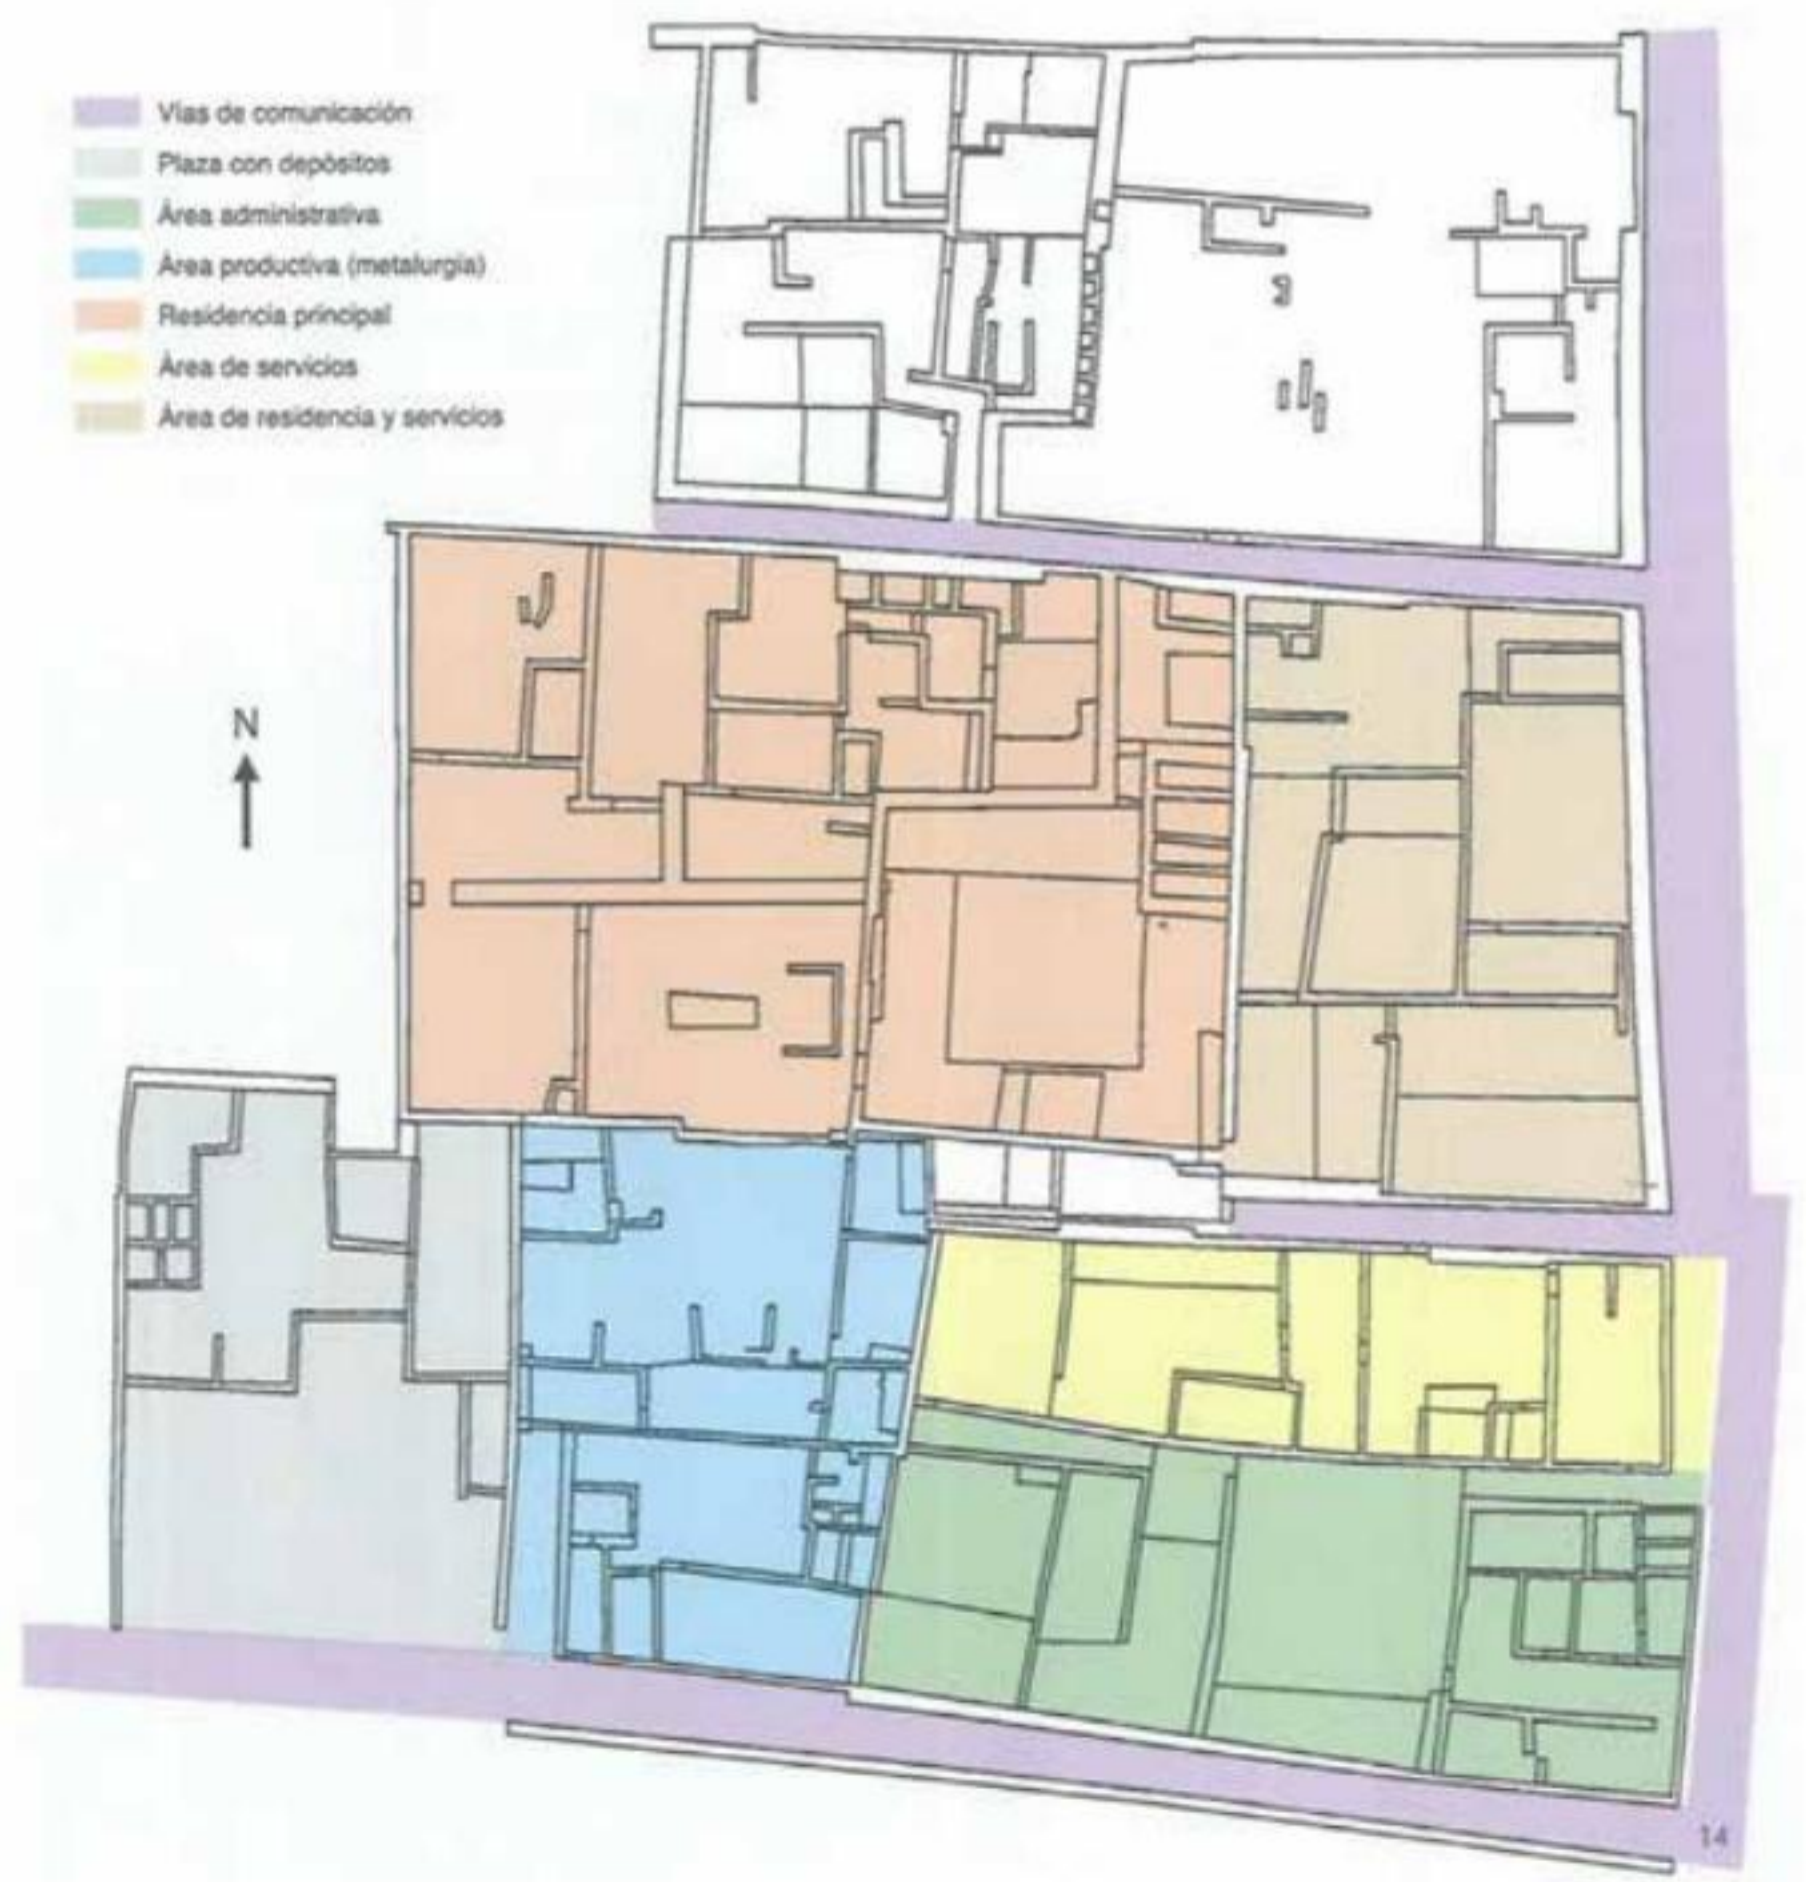 Vías de comunicación
Plaza con depósitos
Área administrativa
Área productiva (metalurgia)
Residencia principal
Área de servicios
Área de residencia y servicios
N
14